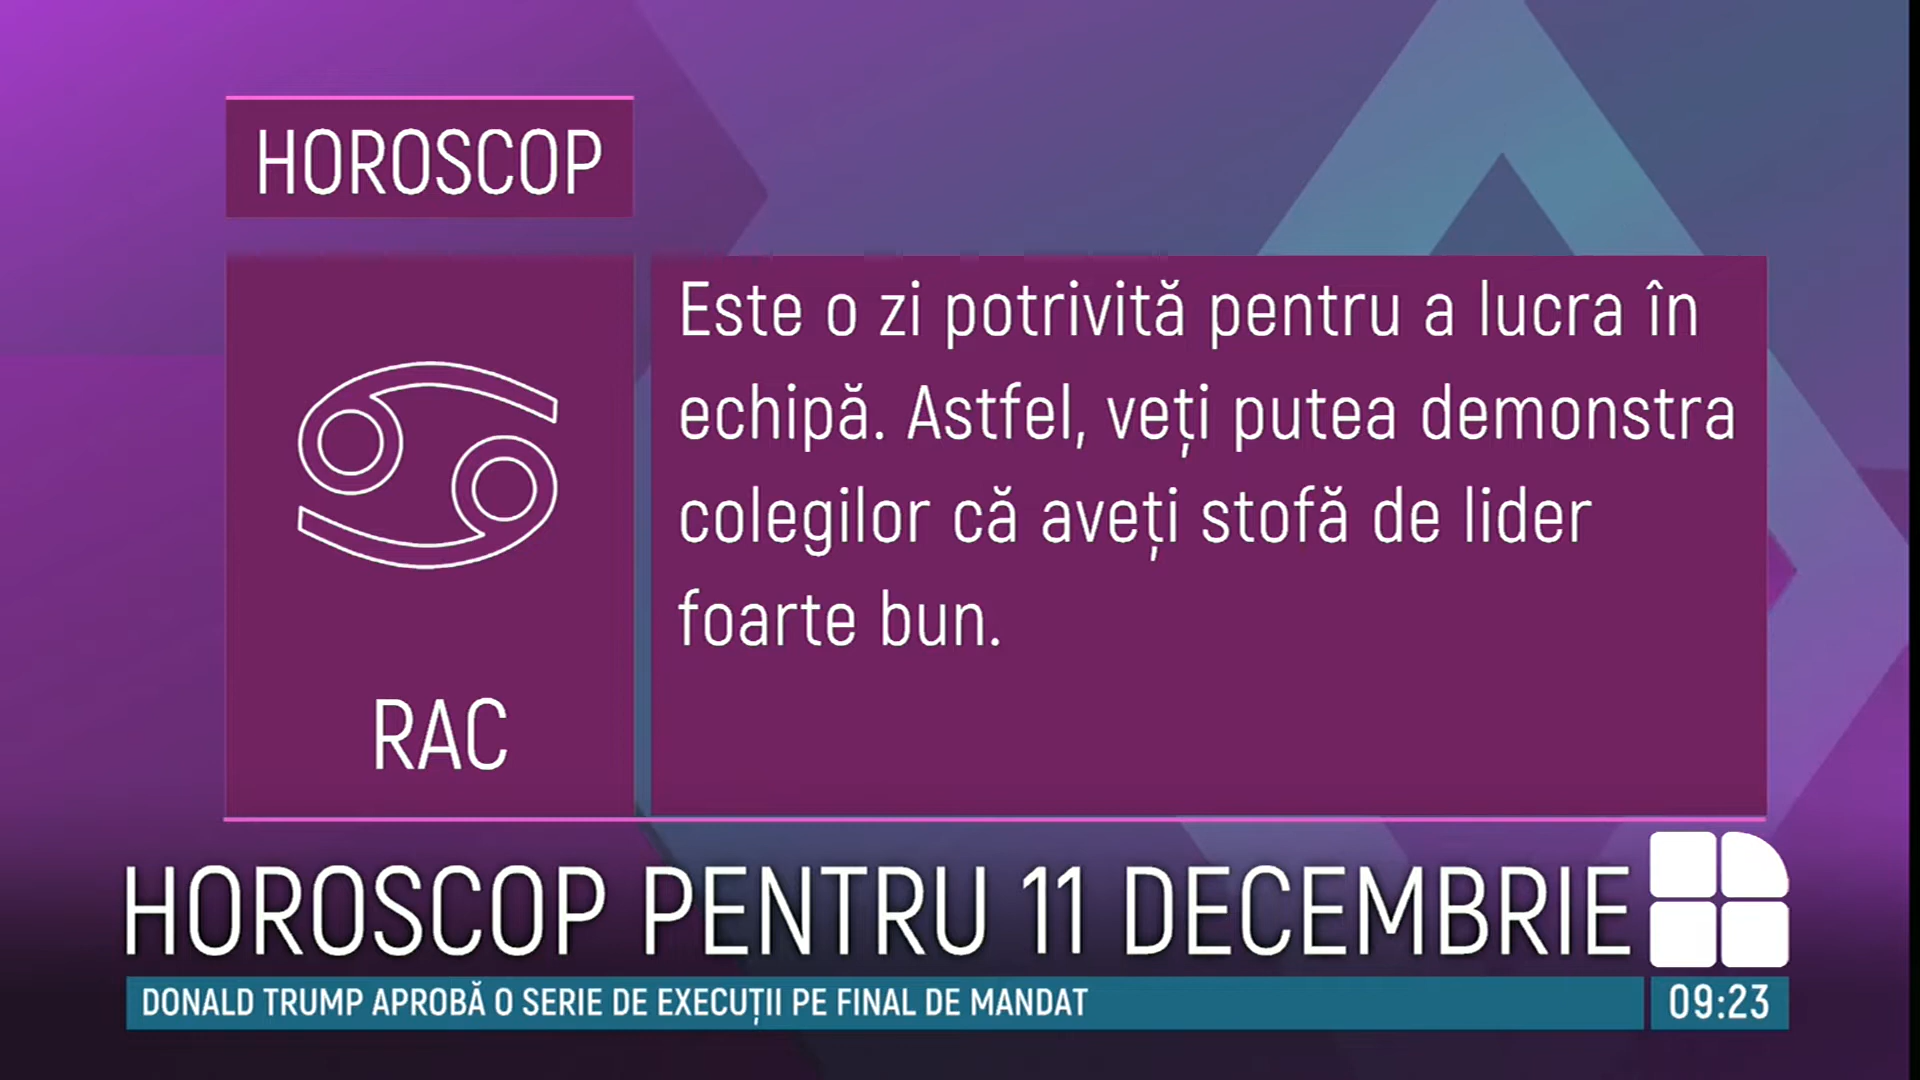 HOROSCOP
Este o zi potrivită pentru a lucra în
echipă. Astfel, veți putea demonstra
colegilor că aveți stofă de lider
foarte bun.
RAC
HOROSCOP PENTRU 11 DECEMBRIE
DONALD TRUMP APROBĂ O SERIE DE EXECUȚII PE FINAL DE MANDAT
09:23